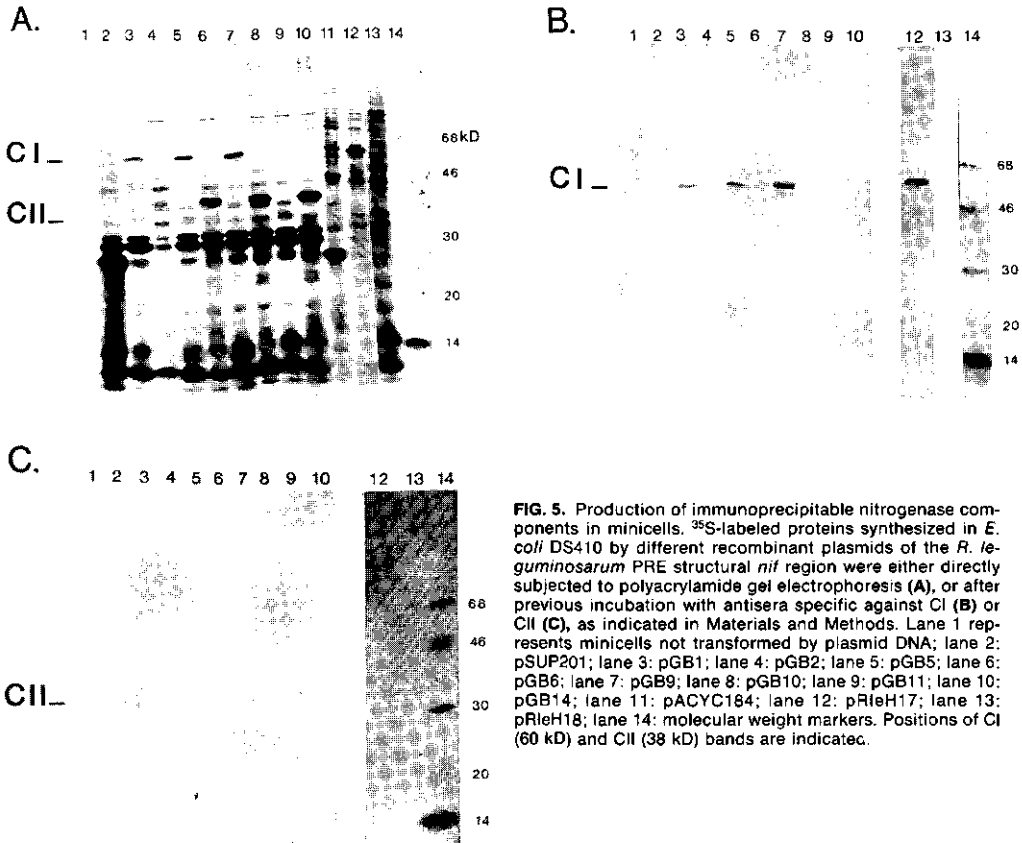 A.
1 2 3 4 5 6 7 8 9 10 11 12 13 14
68kD
CI_
46
CII_
30
20
14
B.
1 2 3 4 5 6 7 8 9 10 12 13 14
68
CI_
46
30
20
14
C.
1 2 3 4 5 6 7 8 9 10 12 13 14
68
46
CII_
30
20
14
FIG. 5. Production of immunoprecipitable nitrogenase com-
ponents in minicells. ³⁵S-labeled proteins synthesized in E.
coli DS410 by different recombinant plasmids of the R. le-
guminosarum PRE structural nif region were either directly
subjected to polyacrylamide gel electrophoresis (A), or after
previous incubation with antisera specific against CI (B) or
CII (C), as indicated in Materials and Methods. Lane 1 rep-
resents minicells not transformed by plasmid DNA; lane 2:
pSUP201; lane 3: pGB1; lane 4: pGB2; lane 5: pGB5; lane 6:
pGB6; lane 7: pGB9; lane 8: pGB10; lane 9: pGB11; lane 10:
pGB14; lane 11: pACYC184; lane 12: pRleH17; lane 13:
pRleH18; lane 14: molecular weight markers. Positions of CI
(60 kD) and CII (38 kD) bands are indicated.